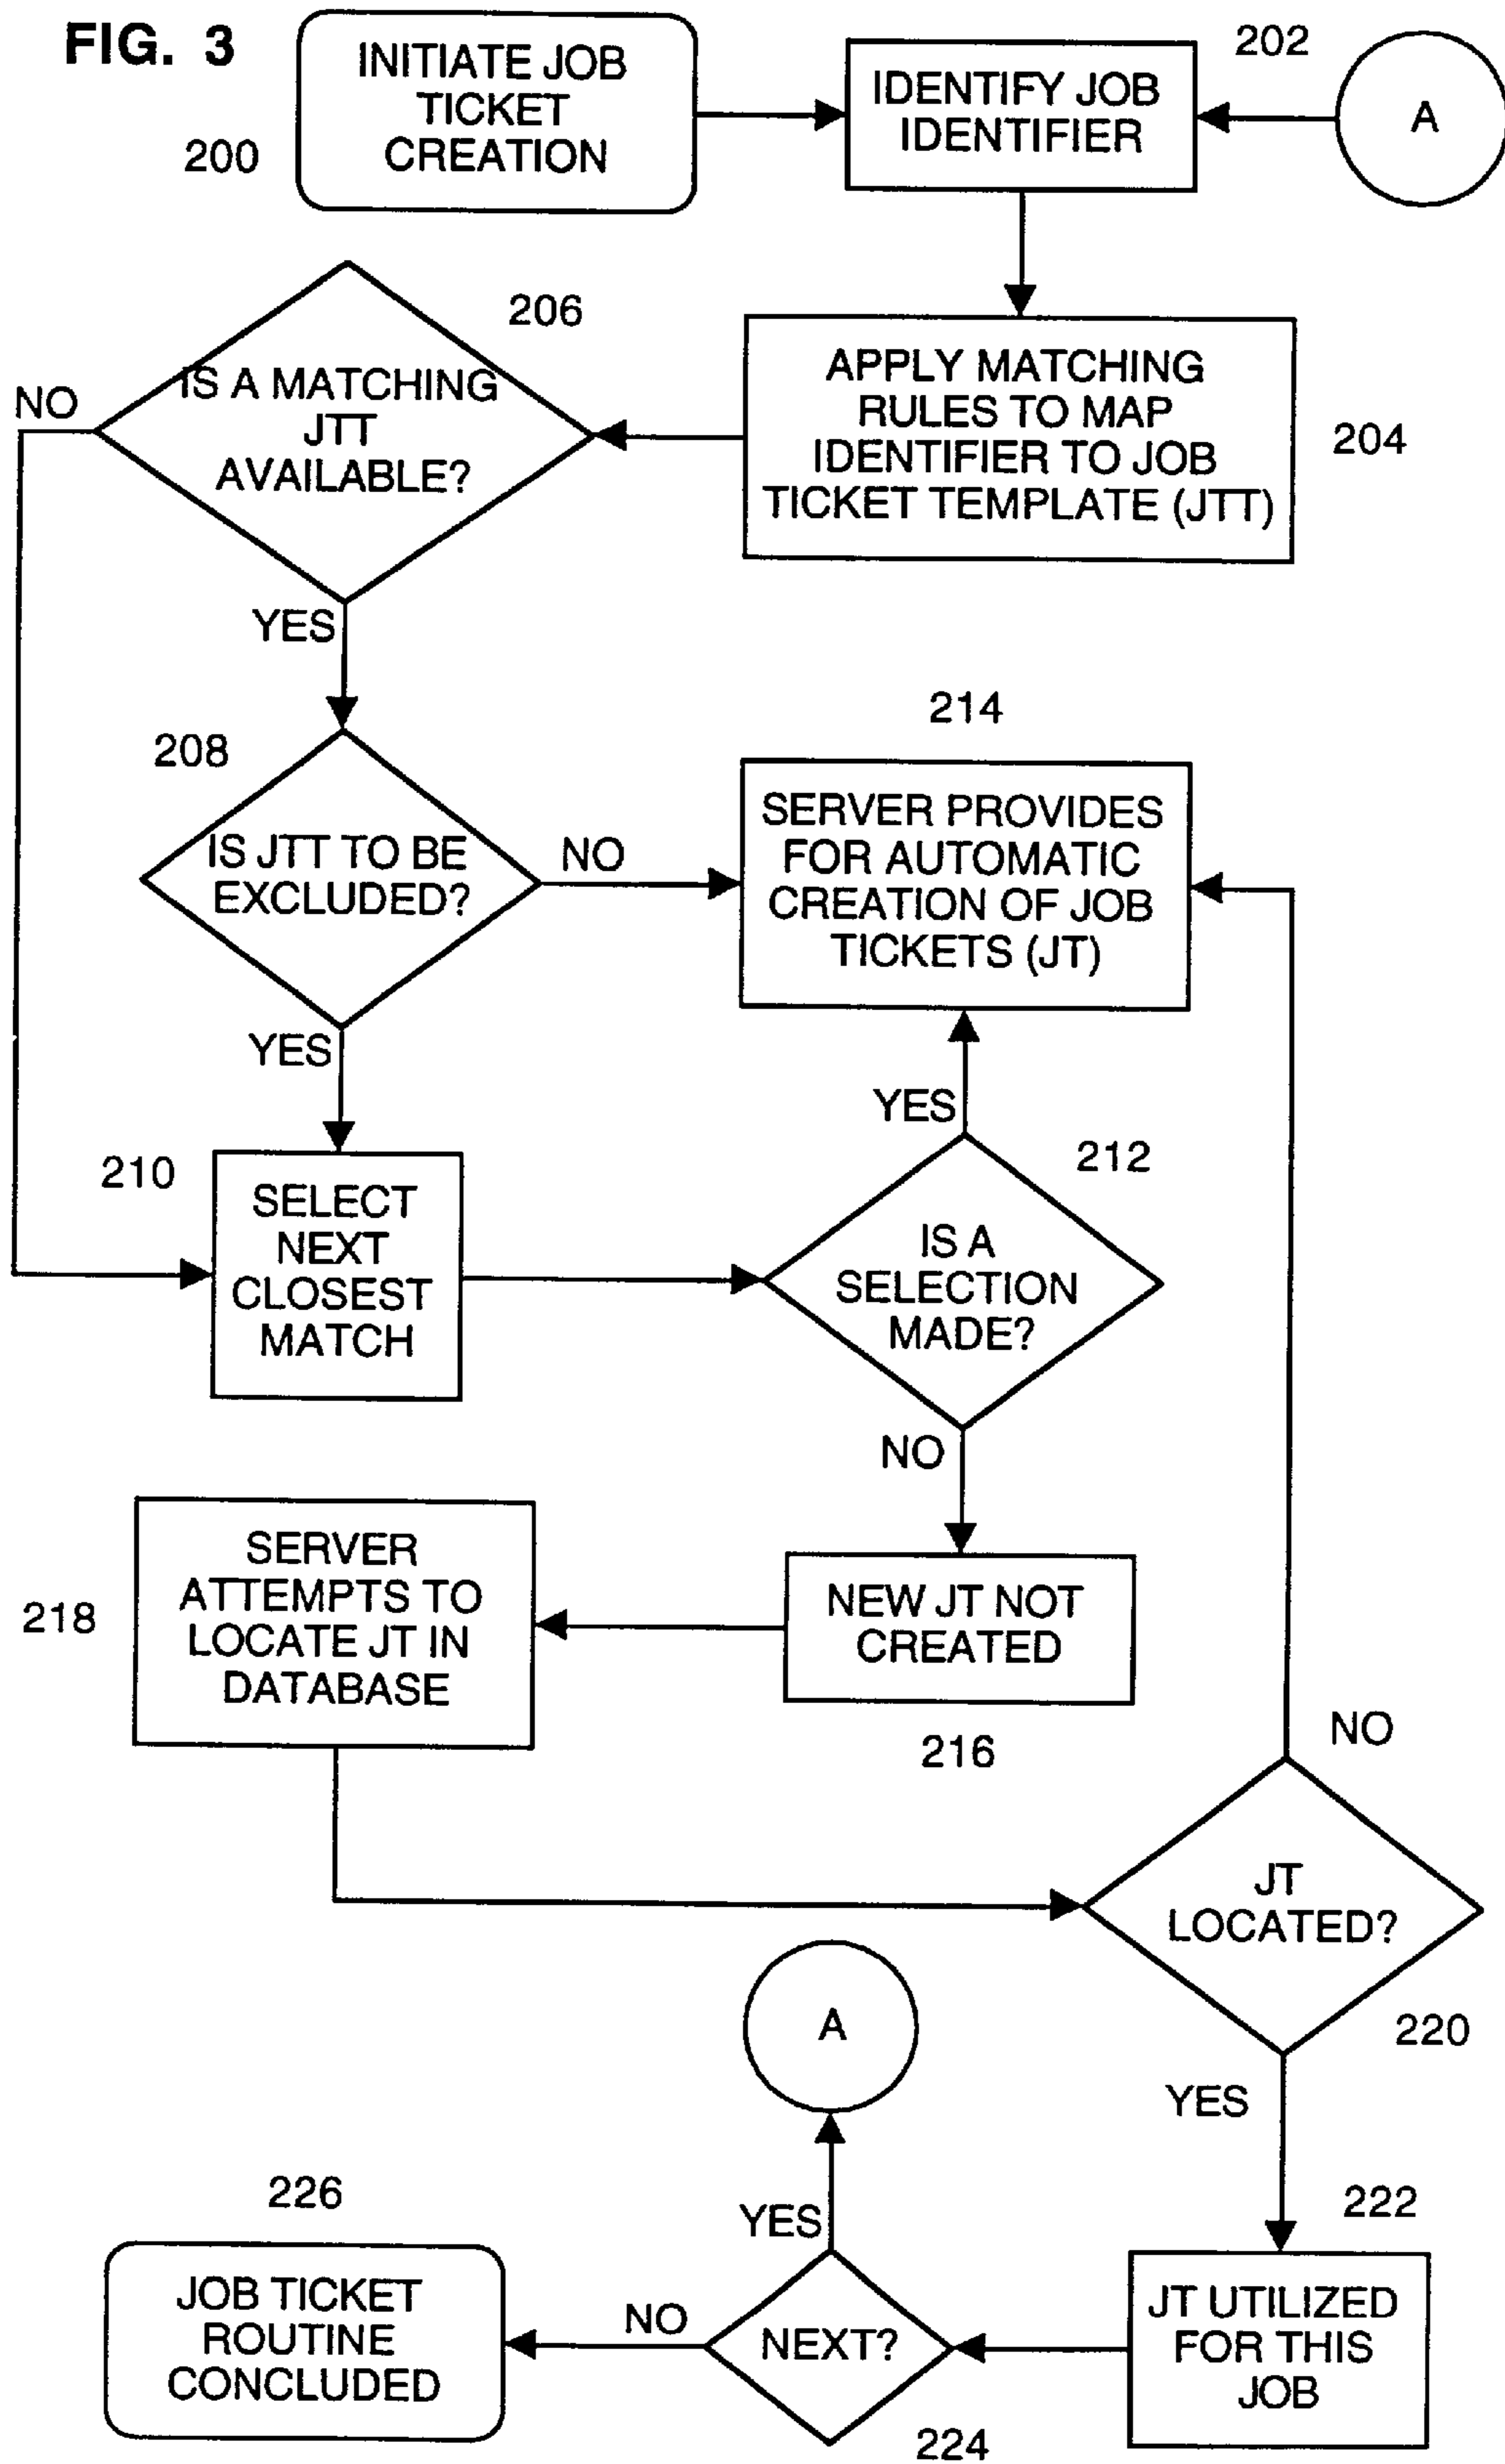 FIG. 3
INITIATE JOB
TICKET
CREATION
200
IDENTIFY JOB
IDENTIFIER
202
A
206
IS A MATCHING
JTT
AVAILABLE?
NO
YES
APPLY MATCHING
RULES TO MAP
IDENTIFIER TO JOB
TICKET TEMPLATE (JTT)
204
208
IS JTT TO BE
EXCLUDED?
NO
YES
214
SERVER PROVIDES
FOR AUTOMATIC
CREATION OF JOB
TICKETS (JT)
YES
210
SELECT
NEXT
CLOSEST
MATCH
212
IS A
SELECTION
MADE?
NO
218
SERVER
ATTEMPTS TO
LOCATE JT IN
DATABASE
NEW JT NOT
CREATED
216
NO
JT
LOCATED?
220
YES
A
YES
222
JT UTILIZED
FOR THIS
JOB
NEXT?
224
NO
226
JOB TICKET
ROUTINE
CONCLUDED